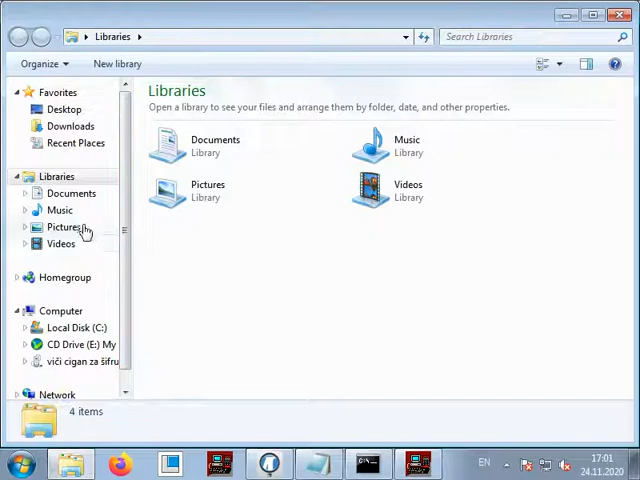 Libraries
Search Libraries
Organize
New library
Favorites
Desktop
Downloads
Recent Places
Libraries
Documents
Music
Pictures
Videos
Homegroup
Computer
Local Disk (C:)
CD Drive (E:) My
viči cigan za šifru
Network
Libraries
Open a library to see your files and arrange them by folder, date, and other properties.
Documents
Library
Music
Library
Pictures
Library
Videos
Library
4 items
EN
17:01
24.11.2020